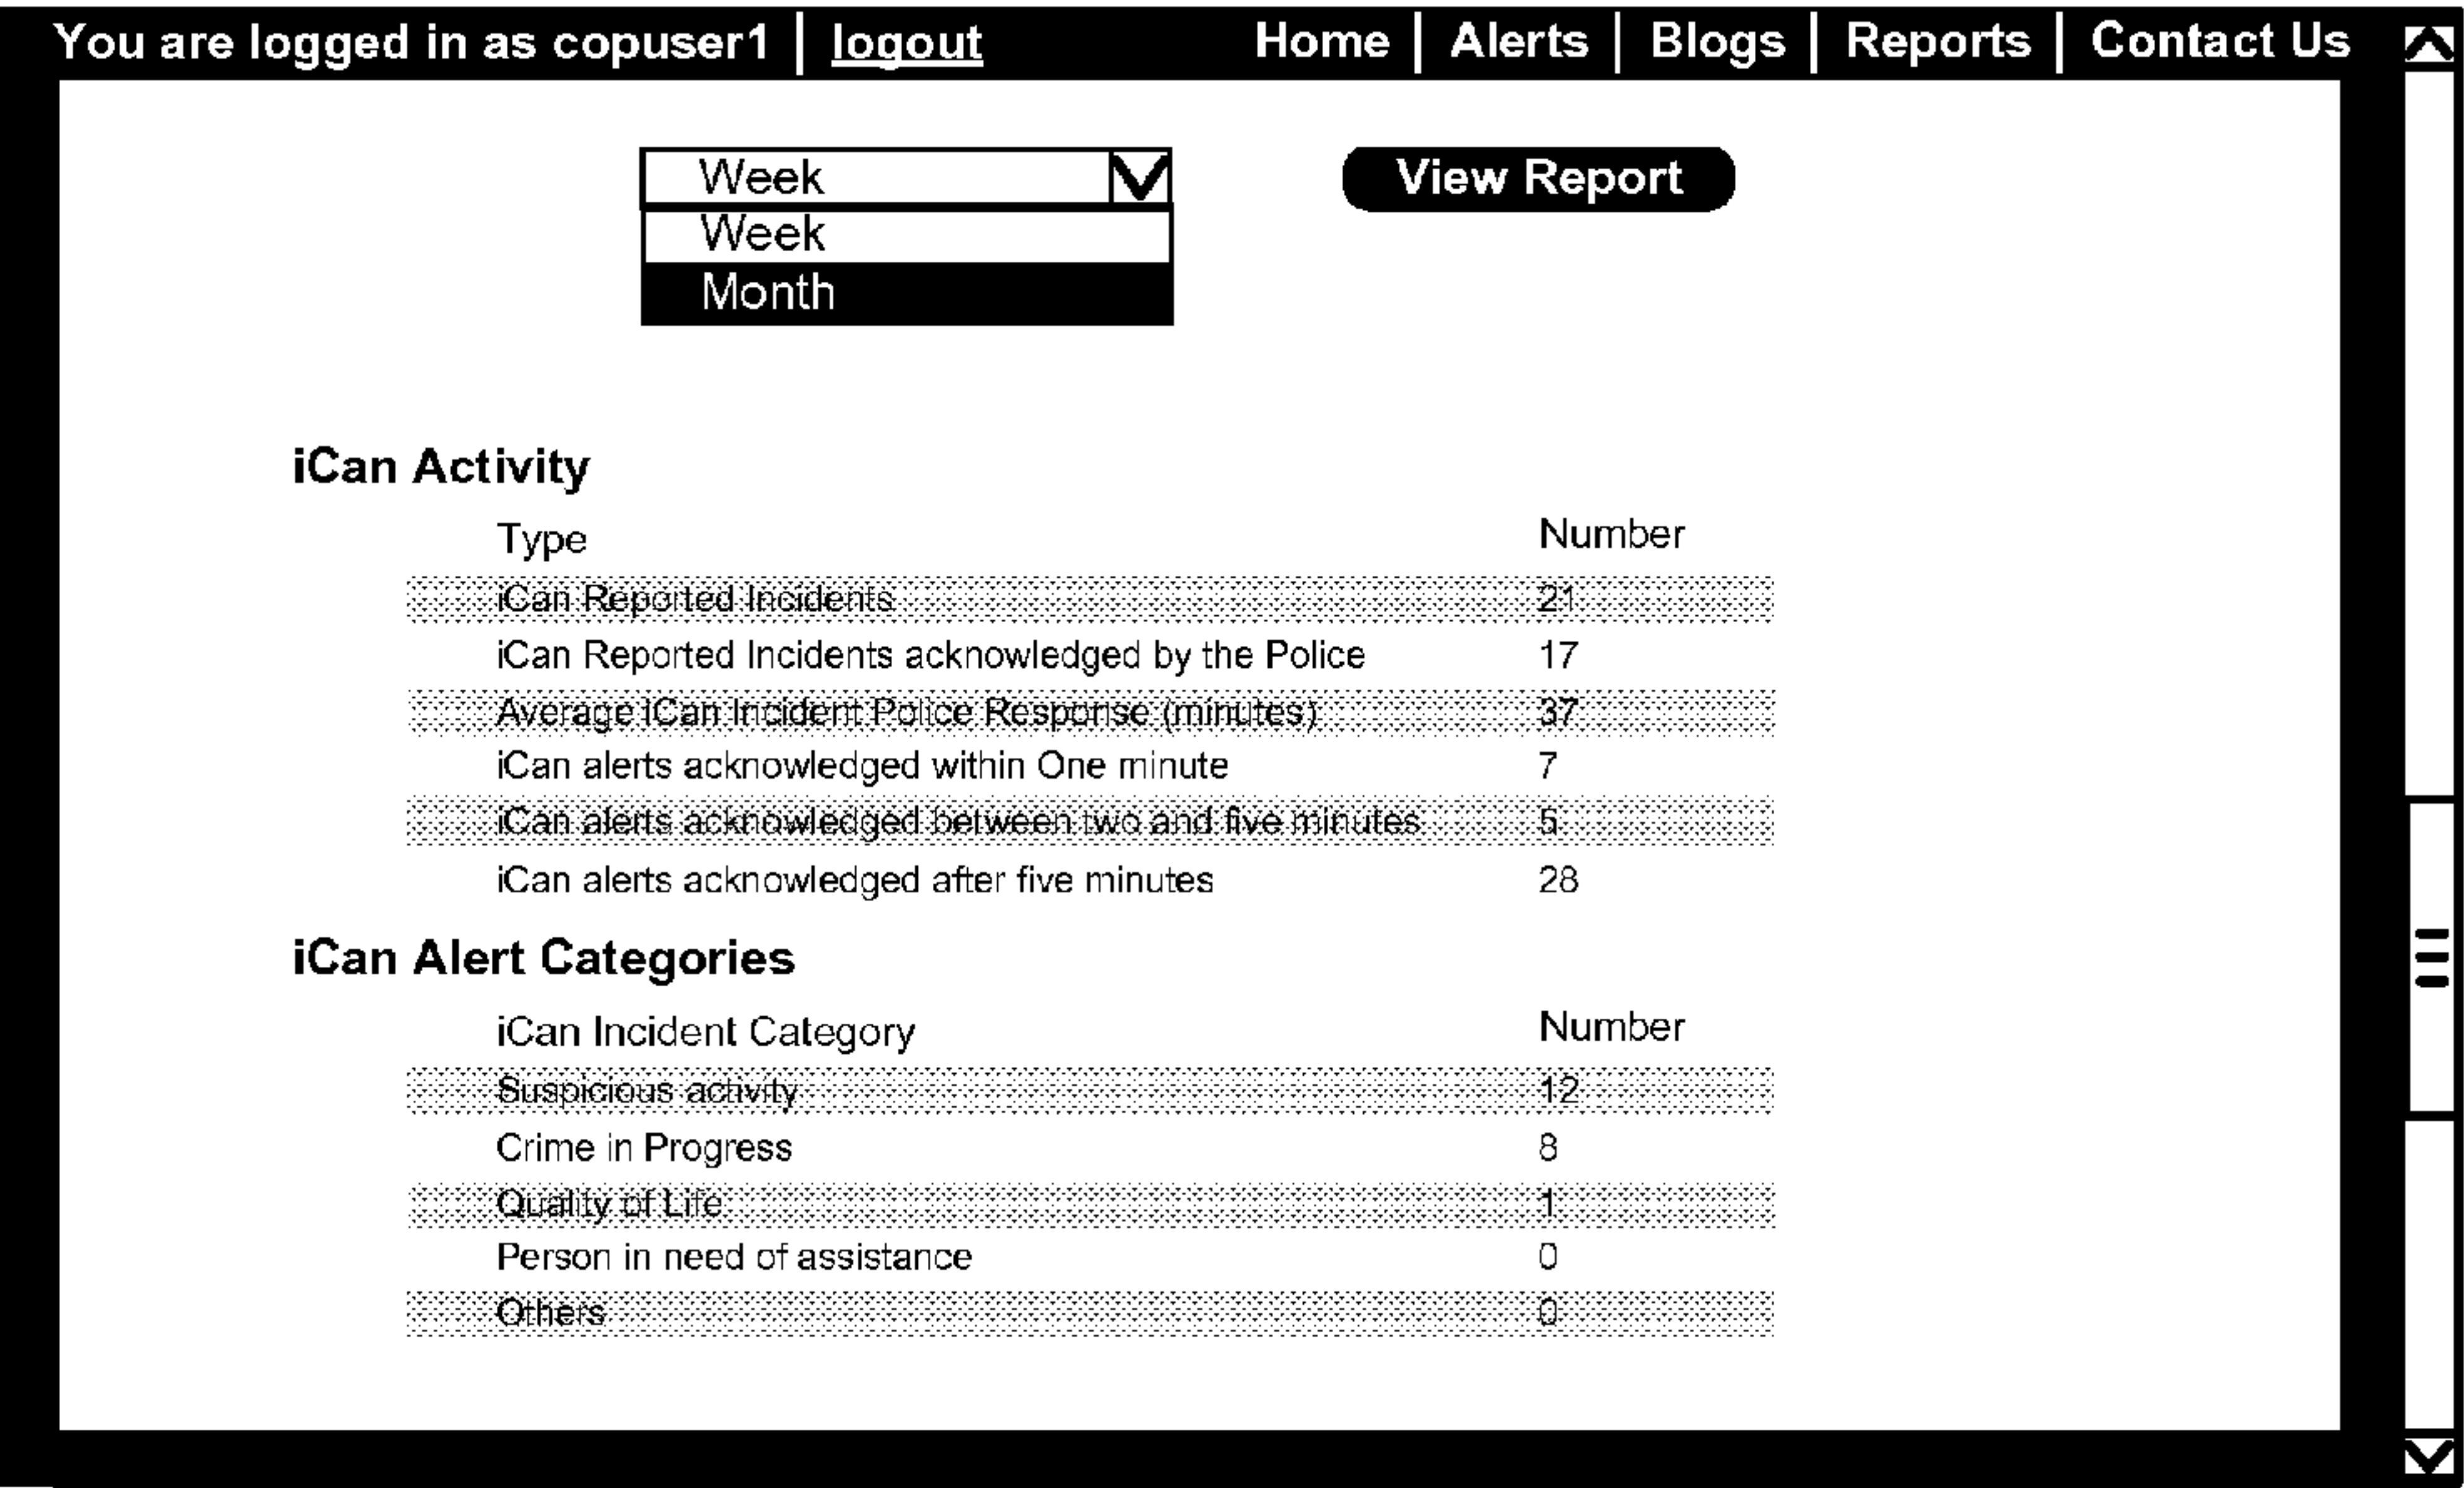 You are logged in as copuser1 | logout Home | Alerts | Blogs | Reports | Contact Us
Week View Report
Week
Month
iCan Activity
Type Number
iCan Reported Incidents 21
iCan Reported Incidents acknowledged by the Police 17
Average iCan Incident Police Response (minutes) 37
iCan alerts acknowledged within One minute 7
iCan alerts acknowledged between two and five minutes 5
iCan alerts acknowledged after five minutes 28
iCan Alert Categories
iCan Incident Category Number
Suspicious activity 12
Crime in Progress 8
Quality of Life 1
Person in need of assistance 0
Others 0